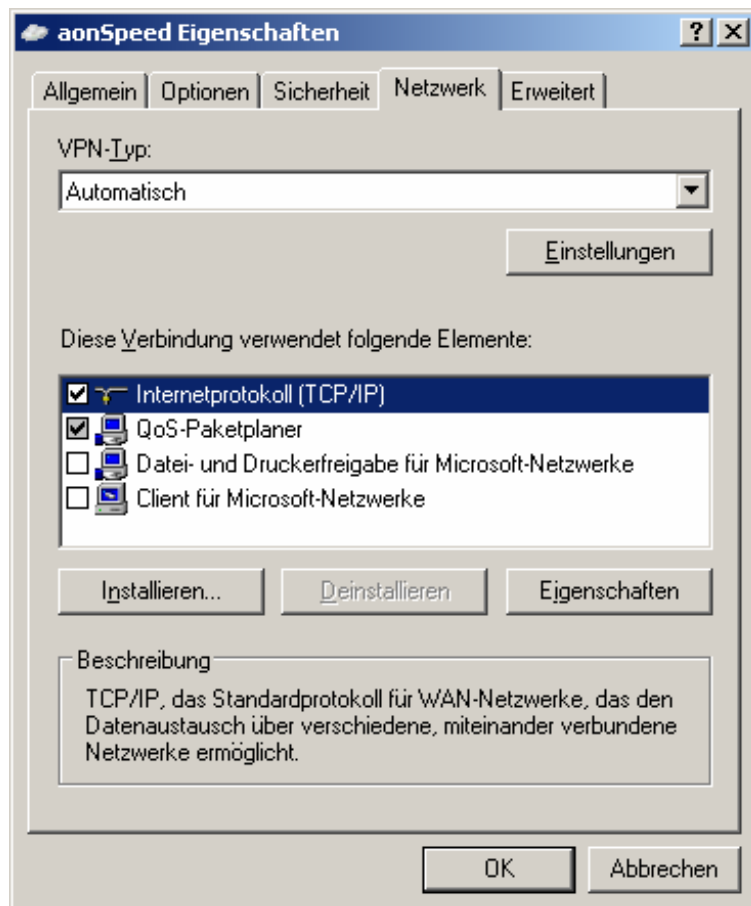 aonSpeed Eigenschaften
Allgemein Optionen Sicherheit Netzwerk Erweitert
VPN-Typ:
Automatisch
Einstellungen
Diese Verbindung verwendet folgende Elemente:
Internetprotokoll (TCP/IP)
QoS-Paketplaner
Datei- und Druckerfreigabe für Microsoft-Netzwerke
Client für Microsoft-Netzwerke
Installieren... Deinstallieren Eigenschaften
Beschreibung
TCP/IP, das Standardprotokoll für WAN-Netzwerke, das den
Datenaustausch über verschiedene, miteinander verbundene
Netzwerke ermöglicht.
OK Abbrechen